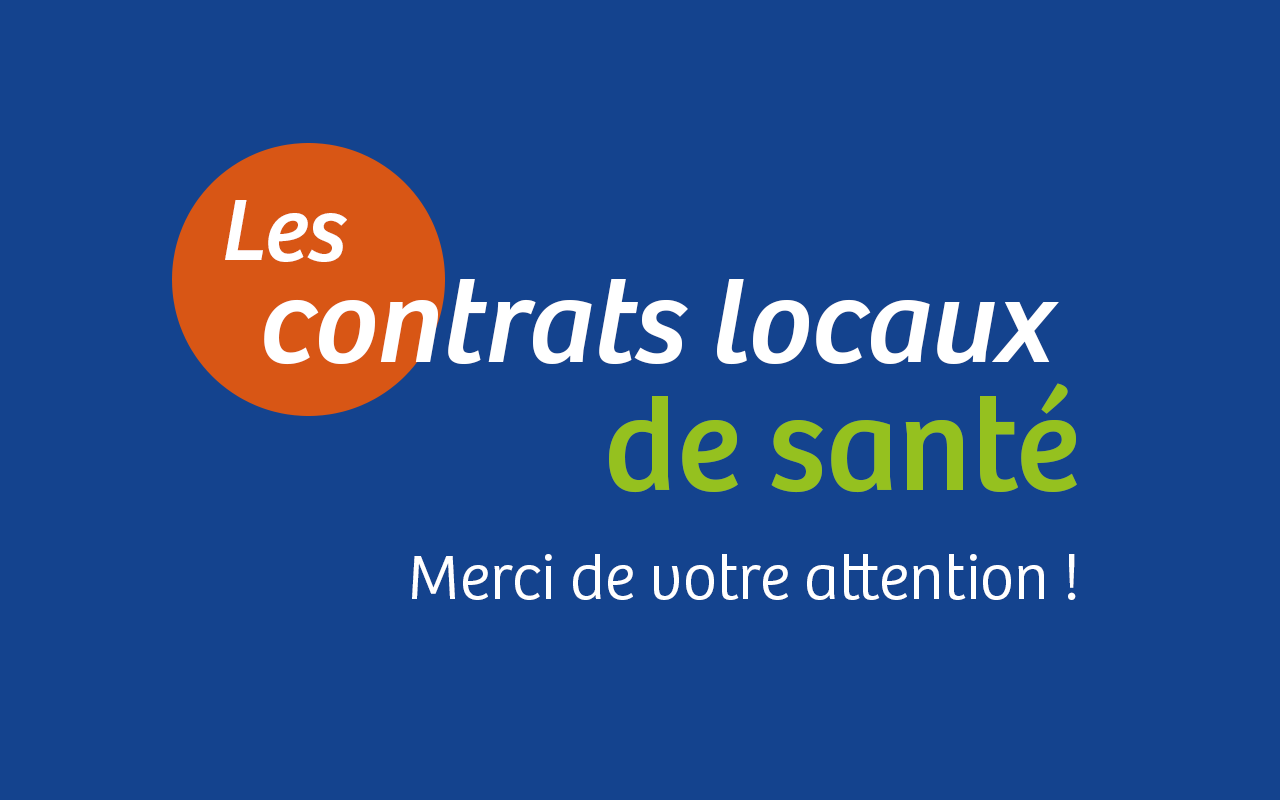 Les
contrats locaux
de santé
Merci de votre attention !